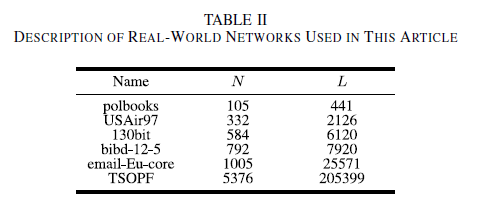 TABLE II
DESCRIPTION OF REAL-WORLD NETWORKS USED IN THIS ARTICLE
Name N L
polbooks 105 441
USAir97 332 2126
130bit 584 6120
bibd-12-5 792 7920
email-Eu-core 1005 25571
TSOPF 5376 205399